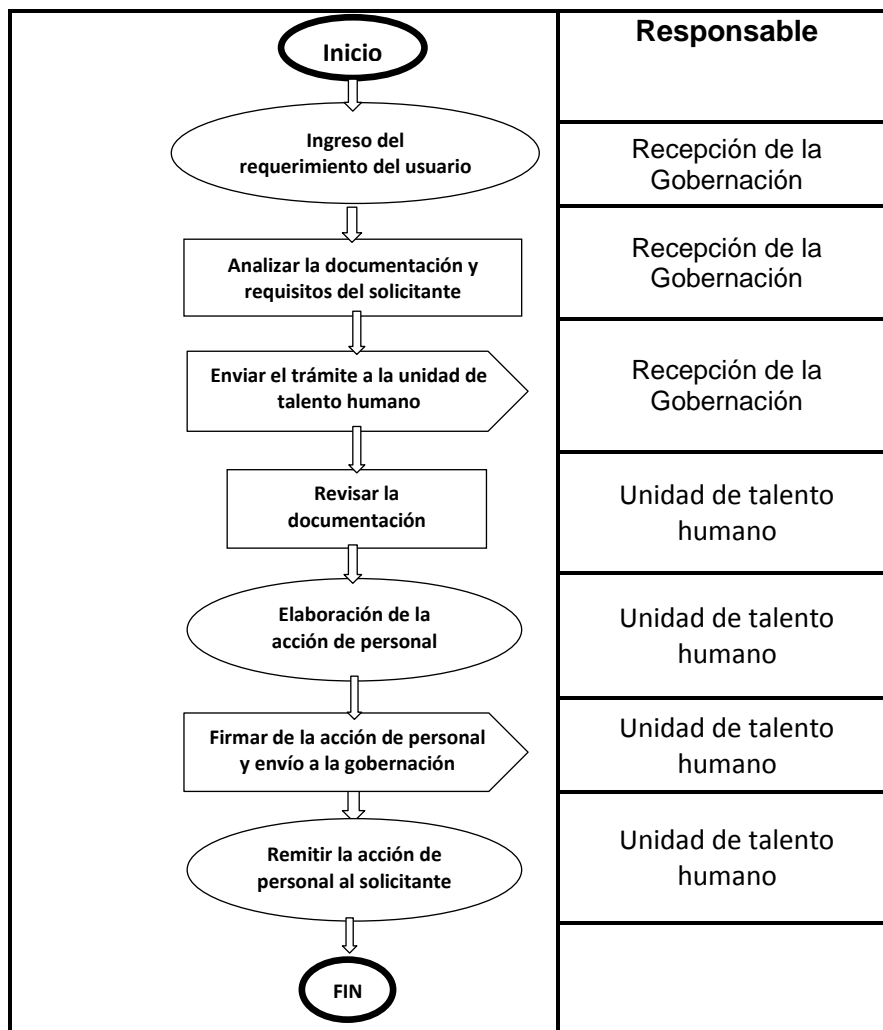 Inicio
Responsable
Ingreso del
requerimiento del usuario
Recepción de la
Gobernación
Analizar la documentación y
requisitos del solicitante
Recepción de la
Gobernación
Enviar el trámite a la unidad de
talento humano
Recepción de la
Gobernación
Revisar la
documentación
Unidad de talento
humano
Elaboración de la
acción de personal
Unidad de talento
humano
Firmar de la acción de personal
y envío a la gobernación
Unidad de talento
humano
Remitir la acción de
personal al solicitante
Unidad de talento
humano
FIN